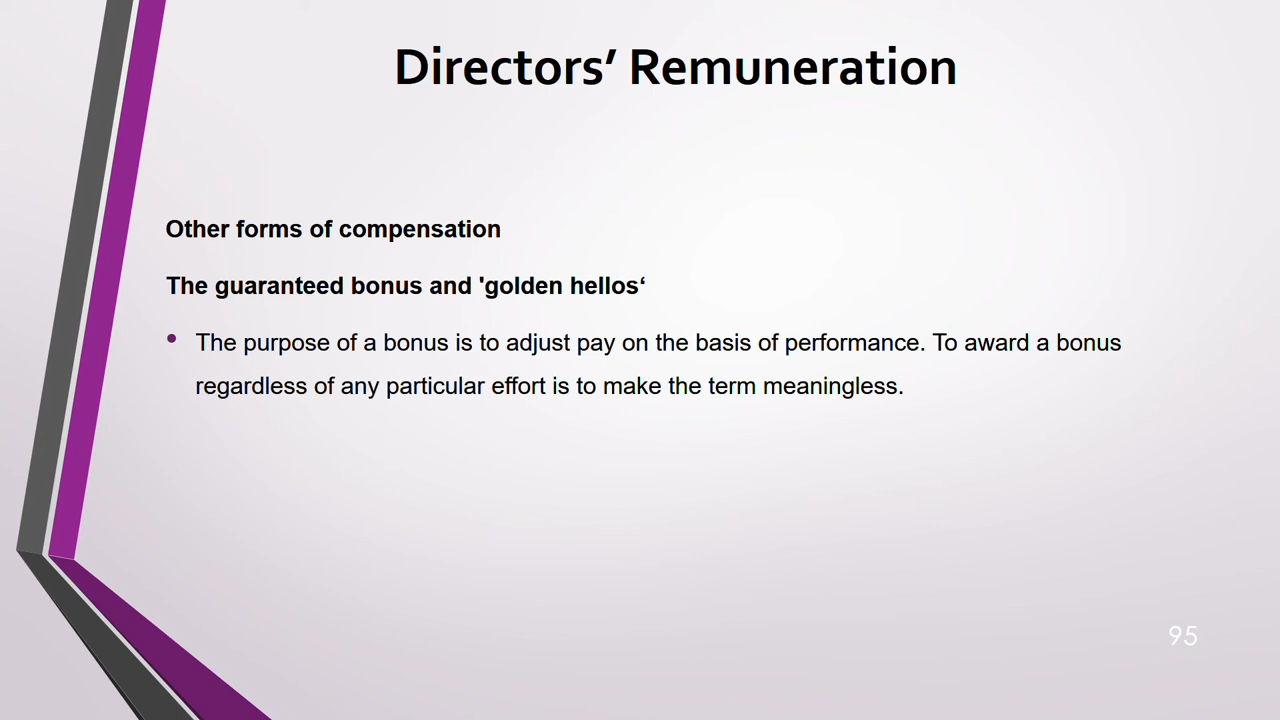 Directors’ Remuneration
Other forms of compensation
The guaranteed bonus and 'golden hellos‘
• The purpose of a bonus is to adjust pay on the basis of performance. To award a bonus
regardless of any particular effort is to make the term meaningless.
95